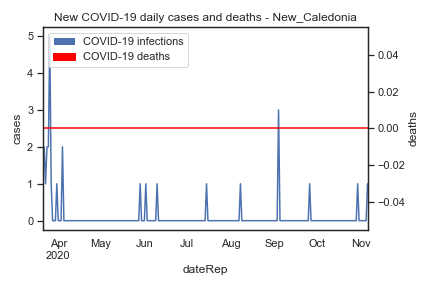 New COVID-19 daily cases and deaths - New_Caledonia
COVID-19 infections
COVID-19 deaths
5
4
3
2
1
0
cases
0.04
0.02
0.00
−0.02
−0.04
deaths
Apr May Jun Jul Aug Sep Oct Nov
2020
dateRep